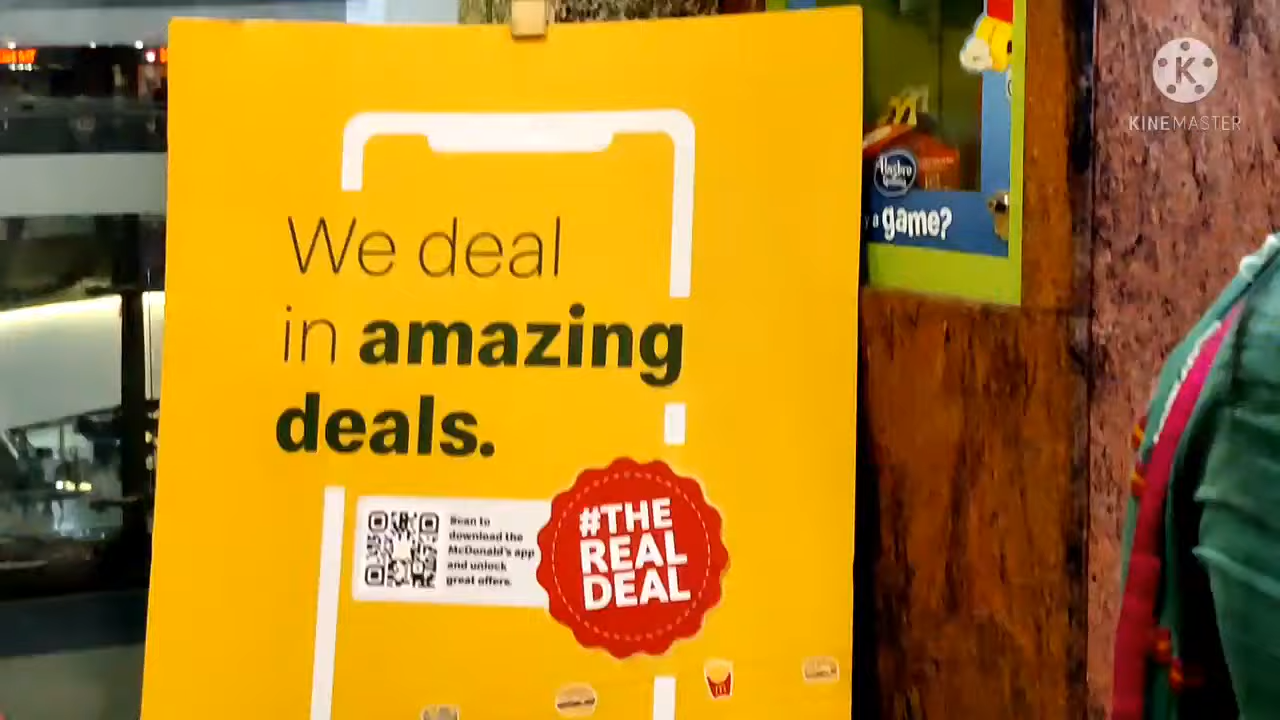 We deal
in amazing
deals.
Scan to
download the
McDonald's app
and unlock
great offers.
#THE
REAL
DEAL
Hasbro
game?
K
KINEMASTER